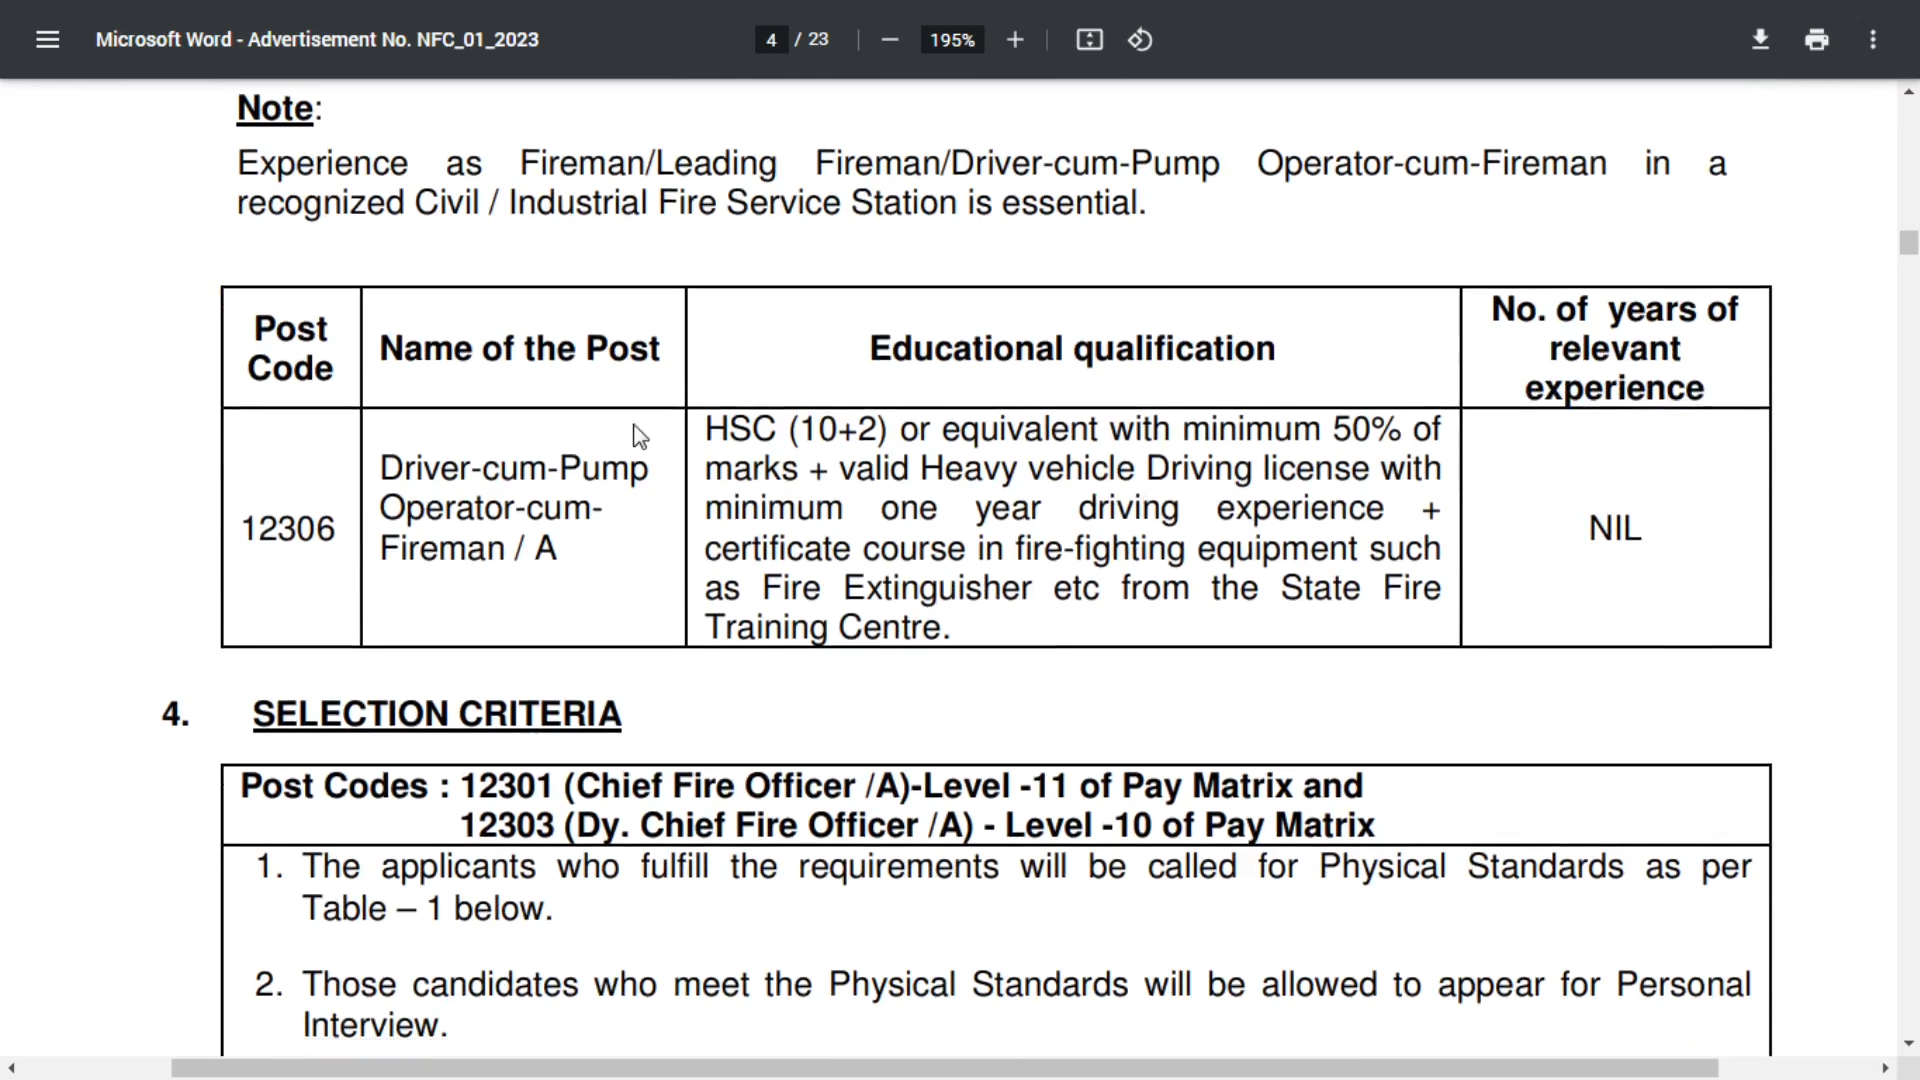 Microsoft Word - Advertisement No. NFC_01_2023
4 / 23
195%
Note:
Experience as Fireman/Leading Fireman/Driver-cum-Pump Operator-cum-Fireman in a
recognized Civil / Industrial Fire Service Station is essential.
Post
Code
Name of the Post
Educational qualification
No. of years of
relevant
experience
12306
Driver-cum-Pump
Operator-cum-
Fireman / A
HSC (10+2) or equivalent with minimum 50% of
marks + valid Heavy vehicle Driving license with
minimum one year driving experience +
certificate course in fire-fighting equipment such
as Fire Extinguisher etc from the State Fire
Training Centre.
NIL
4. SELECTION CRITERIA
Post Codes : 12301 (Chief Fire Officer /A)-Level -11 of Pay Matrix and
12303 (Dy. Chief Fire Officer /A) - Level -10 of Pay Matrix
1. The applicants who fulfill the requirements will be called for Physical Standards as per
Table – 1 below.
2. Those candidates who meet the Physical Standards will be allowed to appear for Personal
Interview.